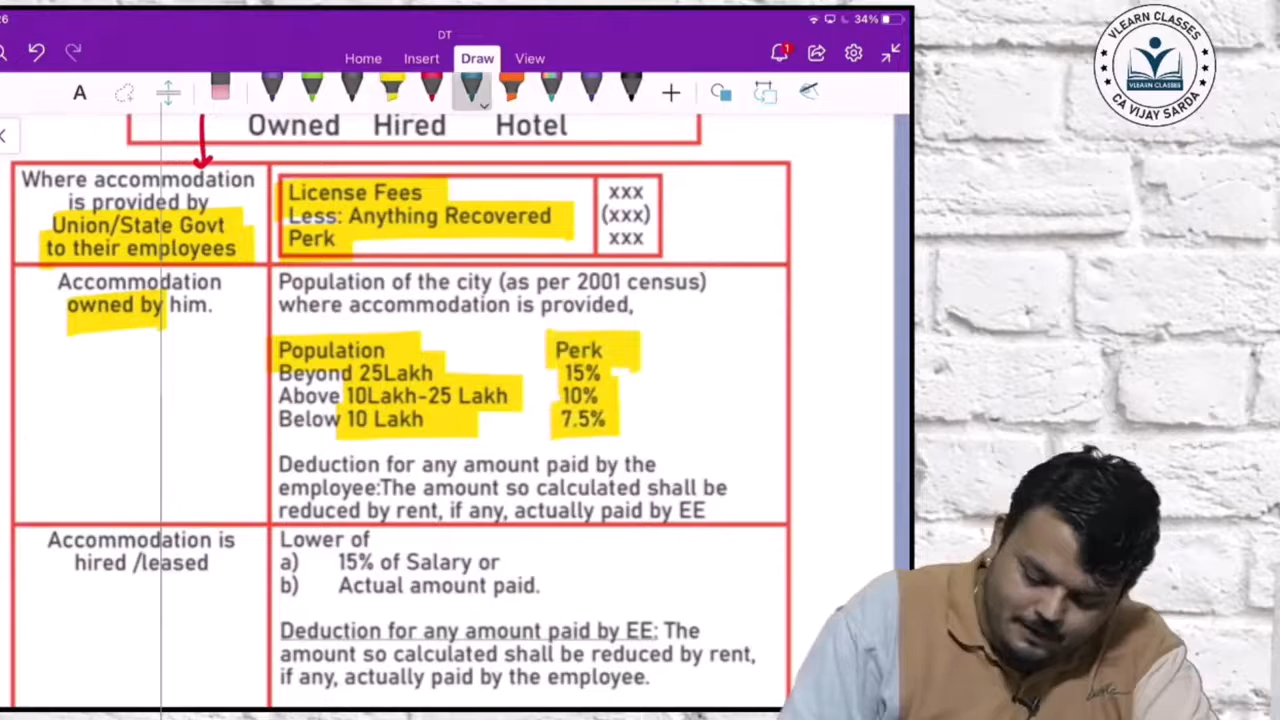 26
34%
DT
Home Insert Draw View
1
A
Owned Hired Hotel
Where accommodation
is provided by
Union/State Govt
to their employees
License Fees xxx
Less: Anything Recovered (xxx)
Perk xxx
Accommodation
owned by him.
Population of the city (as per 2001 census)
where accommodation is provided,
Population Perk
Beyond 25Lakh 15%
Above 10Lakh-25 Lakh 10%
Below 10 Lakh 7.5%
Deduction for any amount paid by the
employee:The amount so calculated shall be
reduced by rent, if any, actually paid by EE
Accommodation is
hired /leased
Lower of
a) 15% of Salary or
b) Actual amount paid.
Deduction for any amount paid by EE: The
amount so calculated shall be reduced by rent,
if any, actually paid by the employee.
VLEARN CLASSES
VLEARN CLASSES
CA VIJAY SARDA